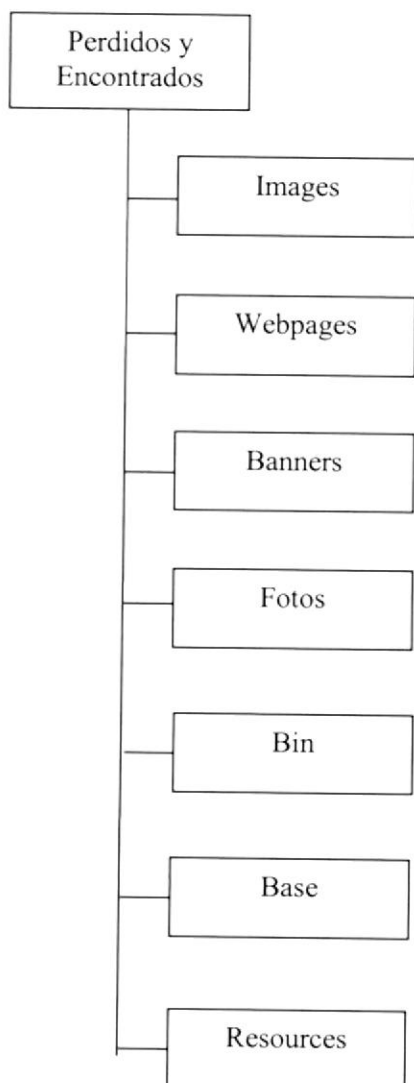 Perdidos y
Encontrados
Images
Webpages
Banners
Fotos
Bin
Base
Resources